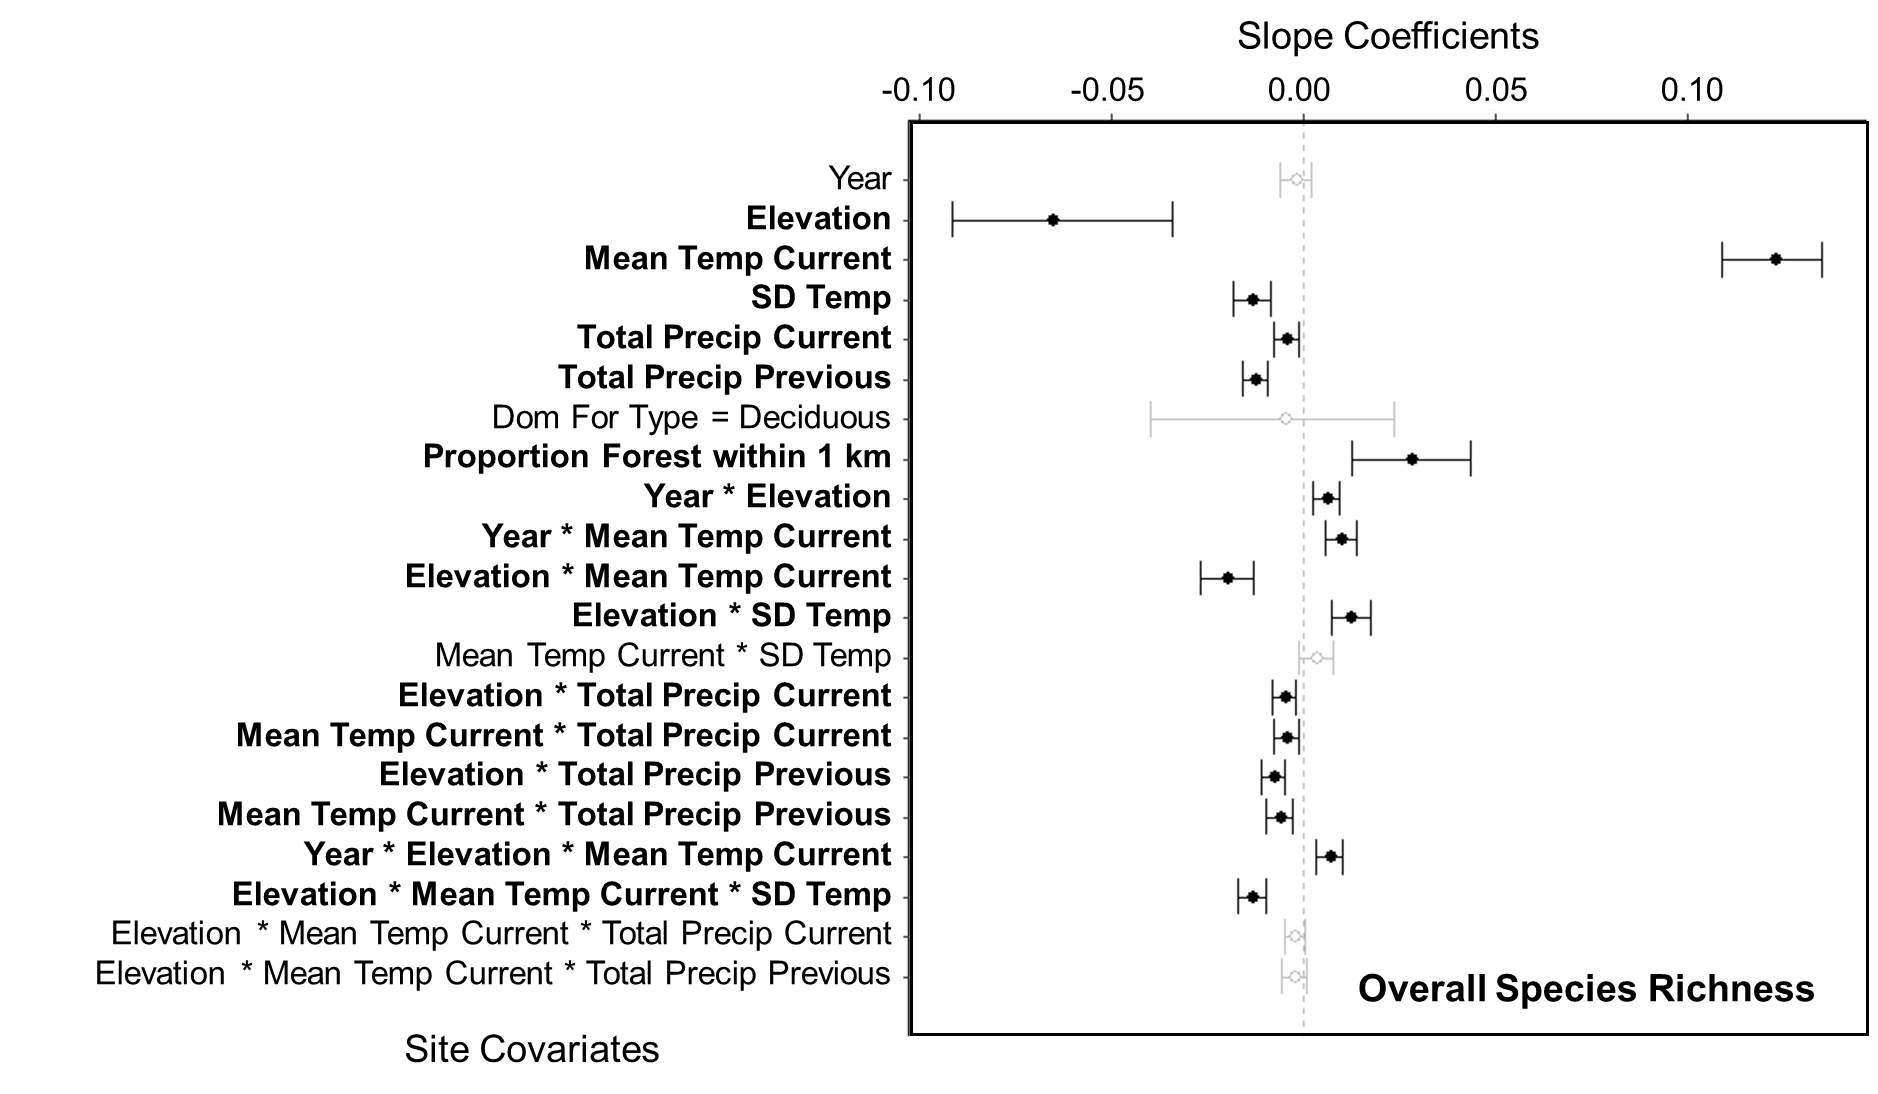 Slope Coefficients
-0.10 -0.05 0.00 0.05 0.10
Year
Elevation
Mean Temp Current
SD Temp
Total Precip Current
Total Precip Previous
Dom For Type = Deciduous
Proportion Forest within 1 km
Year * Elevation
Year * Mean Temp Current
Elevation * Mean Temp Current
Elevation * SD Temp
Mean Temp Current * SD Temp
Elevation * Total Precip Current
Mean Temp Current * Total Precip Current
Elevation * Total Precip Previous
Mean Temp Current * Total Precip Previous
Year * Elevation * Mean Temp Current
Elevation * Mean Temp Current * SD Temp
Elevation * Mean Temp Current * Total Precip Current
Elevation * Mean Temp Current * Total Precip Previous
Overall Species Richness
Site Covariates